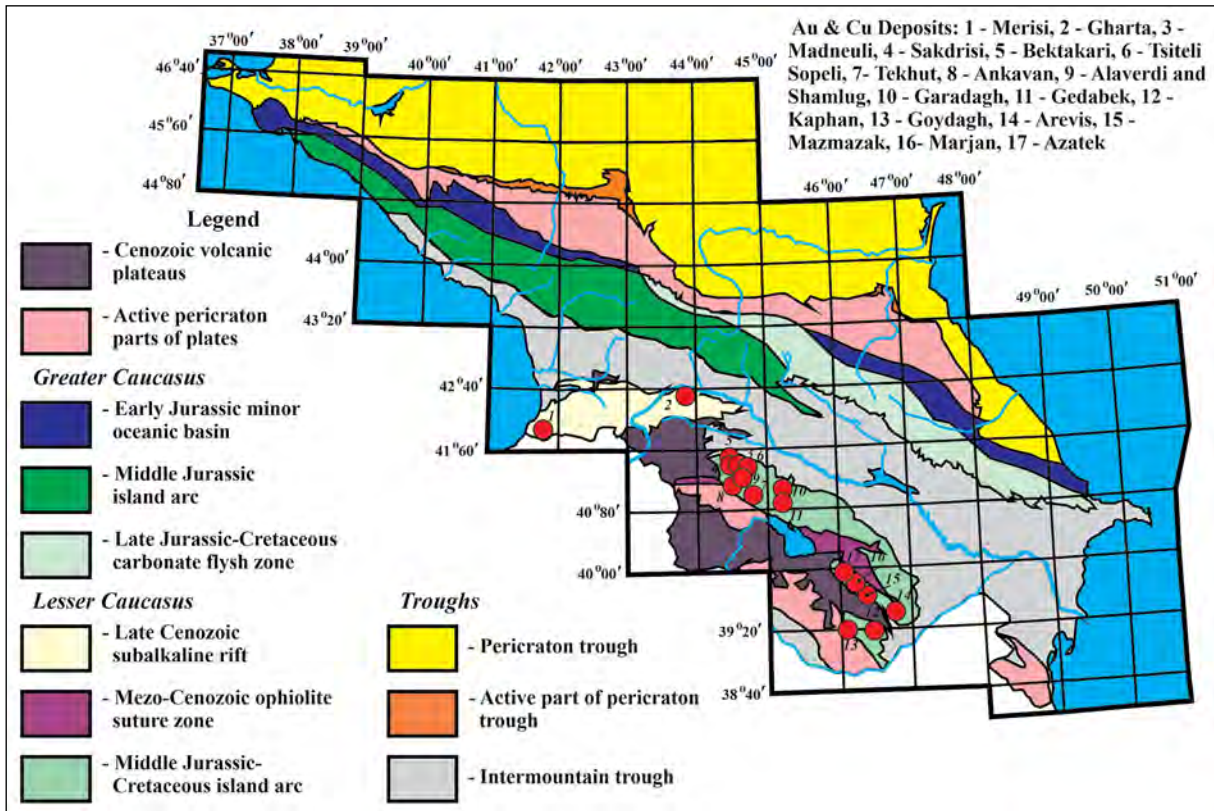 Au & Cu Deposits: 1 - Merisi, 2 - Gharta, 3 -
Madneuli, 4 - Sakdrisi, 5 - Bektakari, 6 - Tsiteli
Sopeli, 7- Tekhut, 8 - Ankavan, 9 - Alaverdi and
Shamlug, 10 - Garadagh, 11 - Gedabek, 12 -
Kaphan, 13 - Goydagh, 14 - Arevis, 15 -
Mazmazak, 16- Marjan, 17 - Azatek
37°00′
38°00′
39°00′
40°00′
41°00′
42°00′
43°00′
44°00′
45°00′
46°00′
47°00′
48°00′
49°00′
50°00′
51°00′
46°40′
45°60′
44°80′
44°00′
43°20′
42°40′
41°60′
40°80′
40°00′
39°20′
38°40′
1
2
5
6
9
8
10
11
17
16
15
14
13
Legend
- Cenozoic volcanic
plateaus
- Active pericraton
parts of plates
Greater Caucasus
- Early Jurassic minor
oceanic basin
- Middle Jurassic
island arc
- Late Jurassic-Cretaceous
carbonate flysh zone
Lesser Caucasus
- Late Cenozoic
subalkaline rift
- Mezo-Cenozoic ophiolite
suture zone
- Middle Jurassic-
Cretaceous island arc
Troughs
- Pericraton trough
- Active part of pericraton
trough
- Intermountain trough